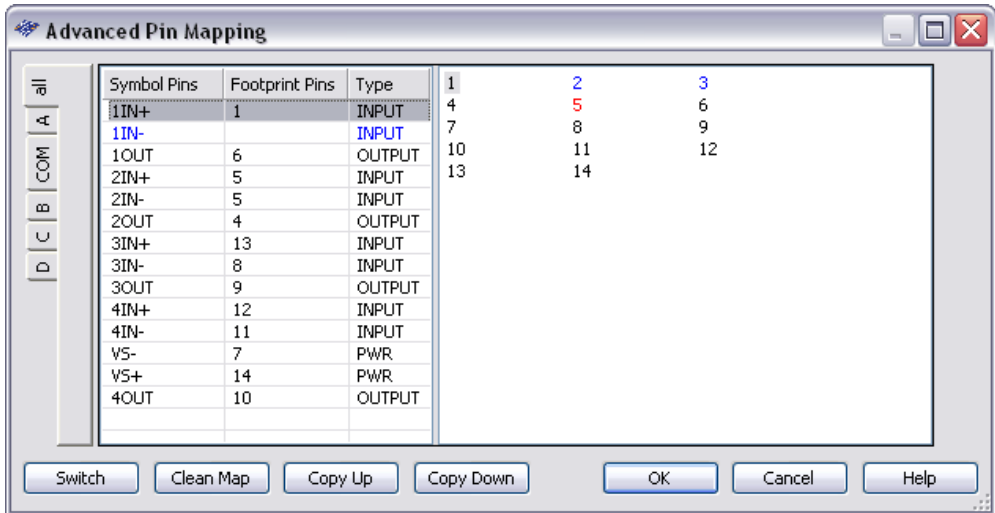 Advanced Pin Mapping
all
A
COM
B
C
D
Symbol Pins Footprint Pins Type
1IN+ 1 INPUT
1IN- INPUT
1OUT 6 OUTPUT
2IN+ 5 INPUT
2IN- 5 INPUT
2OUT 4 OUTPUT
3IN+ 13 INPUT
3IN- 8 INPUT
3OUT 9 OUTPUT
4IN+ 12 INPUT
4IN- 11 INPUT
VS- 7 PWR
VS+ 14 PWR
4OUT 10 OUTPUT
1 2 3
4 5 6
7 8 9
10 11 12
13 14
Switch Clean Map Copy Up Copy Down OK Cancel Help